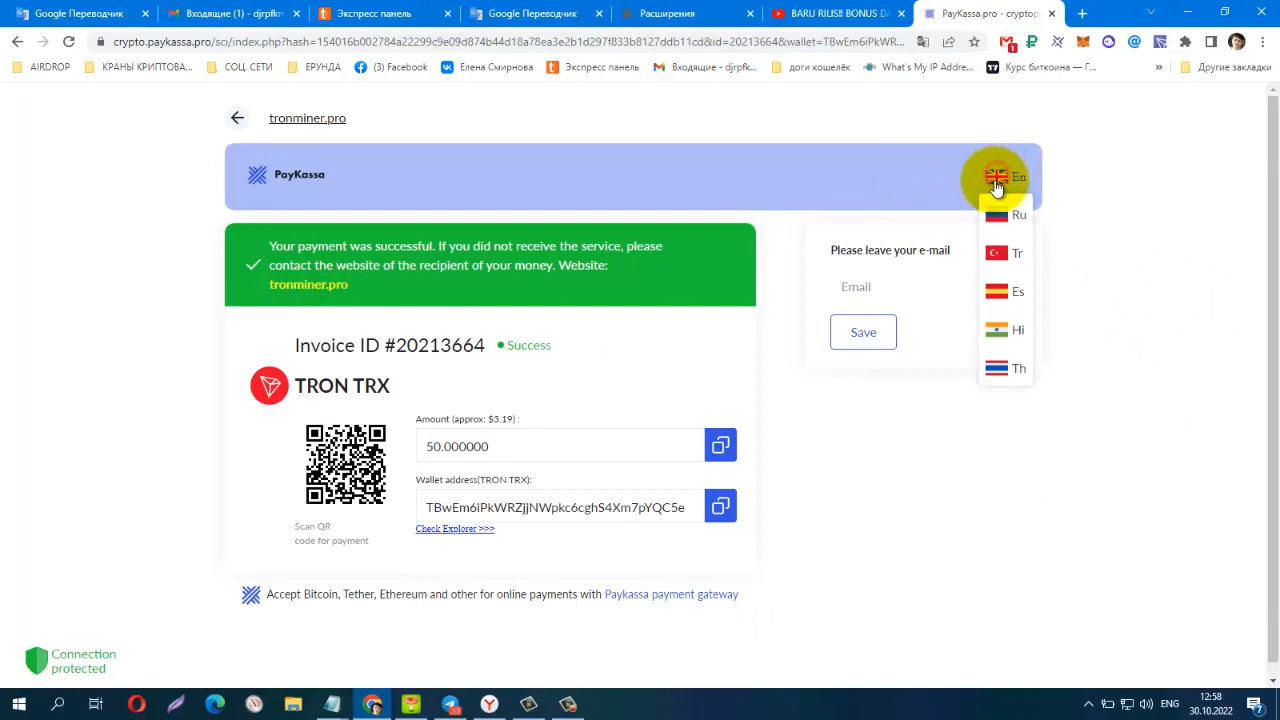 Google Переводчик
Входящие (1) - djrpfkm
Экспресс панель
Google Переводчик
Расширения
BARU RILIS‼ BONUS DA
PayKassa.pro - cryptop
crypto.paykassa.pro/sci/index.php?hash=154016b002784a22299c9e09d874b44d18a78ea3e2b1d297f833b8127ddb11cd&id=20213664&wallet=TBwEm6iPkWR...
1
AIRDROP
КРАНЫ КРИПТОВА...
СОЦ. СЕТИ
ЕРУНДА
(3) Facebook
Елена Смирнова
Экспресс панель
Входящие - djrpfk...
доги кошелёк
What's My IP Addre...
Курс биткоина — Г...
»
Другие закладки
tronminer.pro
PayKassa
En
Ru
Tr
Es
Hi
Th
Your payment was successful. If you did not receive the service, please
contact the website of the recipient of your money. Website:
tronminer.pro
Please leave your e-mail
Email
Save
Invoice ID #20213664
Success
TRON TRX
Amount (approx: $3.19) :
50.000000
Wallet address(TRON TRX):
TBwEm6iPkWRZjjNWpkc6cghS4Xm7pYQC5e
Check Explorer >>>
Scan QR
code for payment
Accept Bitcoin, Tether, Ethereum and other for online payments with Paykassa payment gateway
Connection
protected
ENG
12:58
30.10.2022